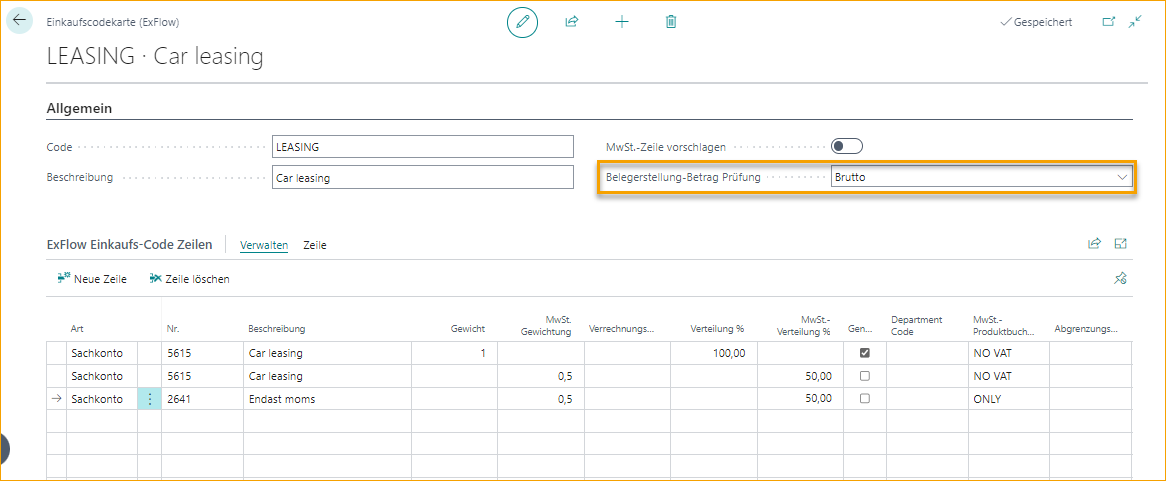 Einkaufscodekarte (ExFlow)
Gespeichert
LEASING · Car leasing
Allgemein
Code LEASING MwSt.-Zeile vorschlagen
Beschreibung Car leasing Belegerstellung-Betrag Prüfung Brutto
ExFlow Einkaufs-Code Zeilen Verwalten Zeile
Neue Zeile Zeile löschen
Art Nr. Beschreibung Gewicht MwSt. Gewichtung Verrechnungs... Verteilung % MwSt.-Verteilung % Gen... Department Code MwSt.-Produktbuch... Abgrenzungs...
Sachkonto 5615 Car leasing 1 100,00 NO VAT
Sachkonto 5615 Car leasing 0,5 50,00 NO VAT
Sachkonto 2641 Endast moms 0,5 50,00 ONLY